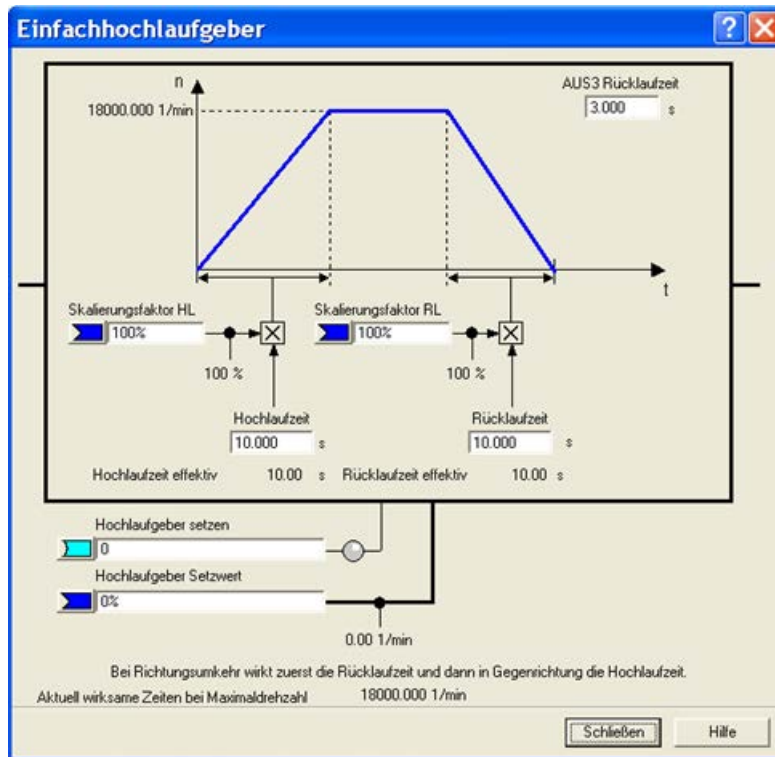 Einfachhochlaufgeber
n
AUS3 Rücklaufzeit
18000.000 1/min
3.000 s
t
Skalierungsfaktor HL
Skalierungsfaktor RL
100%
100%
100 %
100 %
Hochlaufzeit
Rücklaufzeit
10.000 s
10.000 s
Hochlaufzeit effektiv 10.00 s Rücklaufzeit effektiv 10.00 s
Hochlaufgeber setzen
0
Hochlaufgeber Setzwert
0%
0.00 1/min
Bei Richtungsumkehr wirkt zuerst die Rücklaufzeit und dann in Gegenrichtung die Hochlaufzeit.
Aktuell wirksame Zeiten bei Maximaldrehzahl 18000.000 1/min
Schließen
Hilfe